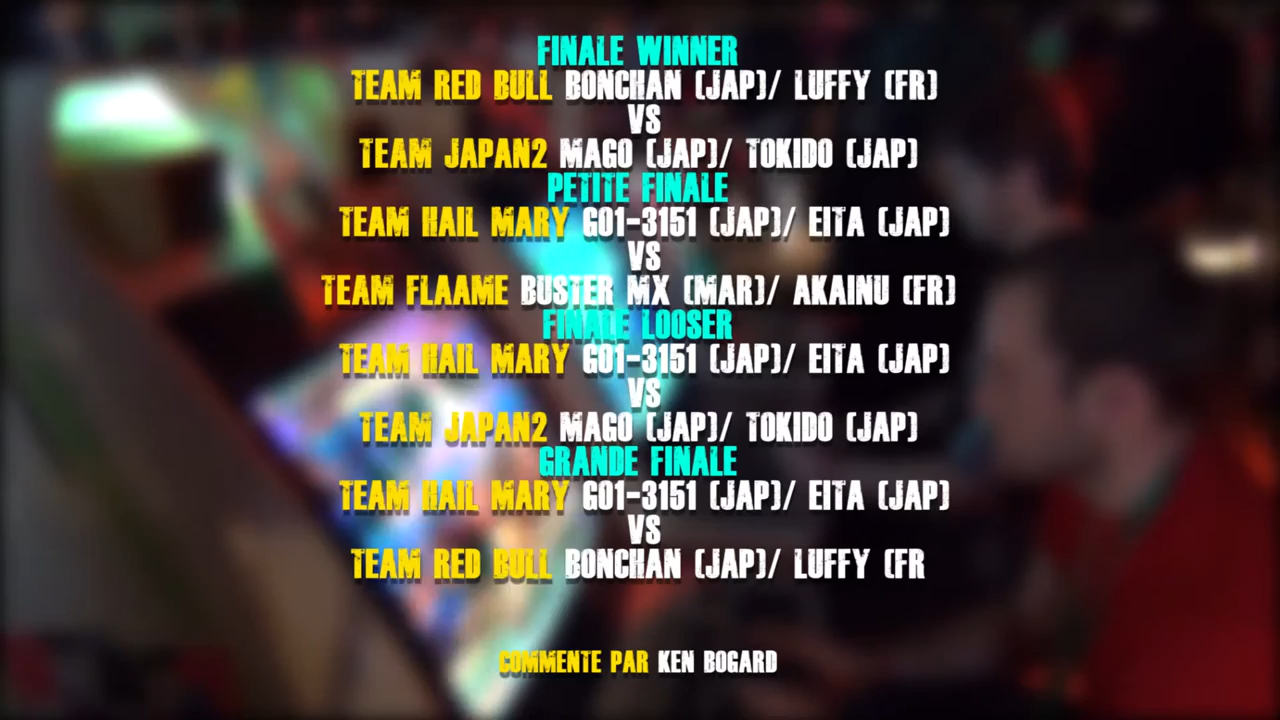 FINALE WINNER
TEAM RED BULL BONCHAN (JAP)/ LUFFY (FR)
VS
TEAM JAPAN2 MAGO (JAP)/ TOKIDO (JAP)
PETITE FINALE
TEAM HAIL MARY GO1-3151 (JAP)/ EITA (JAP)
VS
TEAM FLAAME BUSTER MX (MAR)/ AKAINU (FR)
FINALE LOOSER
TEAM HAIL MARY GO1-3151 (JAP)/ EITA (JAP)
VS
TEAM JAPAN2 MAGO (JAP)/ TOKIDO (JAP)
GRANDE FINALE
TEAM HAIL MARY GO1-3151 (JAP)/ EITA (JAP)
VS
TEAM RED BULL BONCHAN (JAP)/ LUFFY (FR
COMMENTE PAR KEN BOGARD